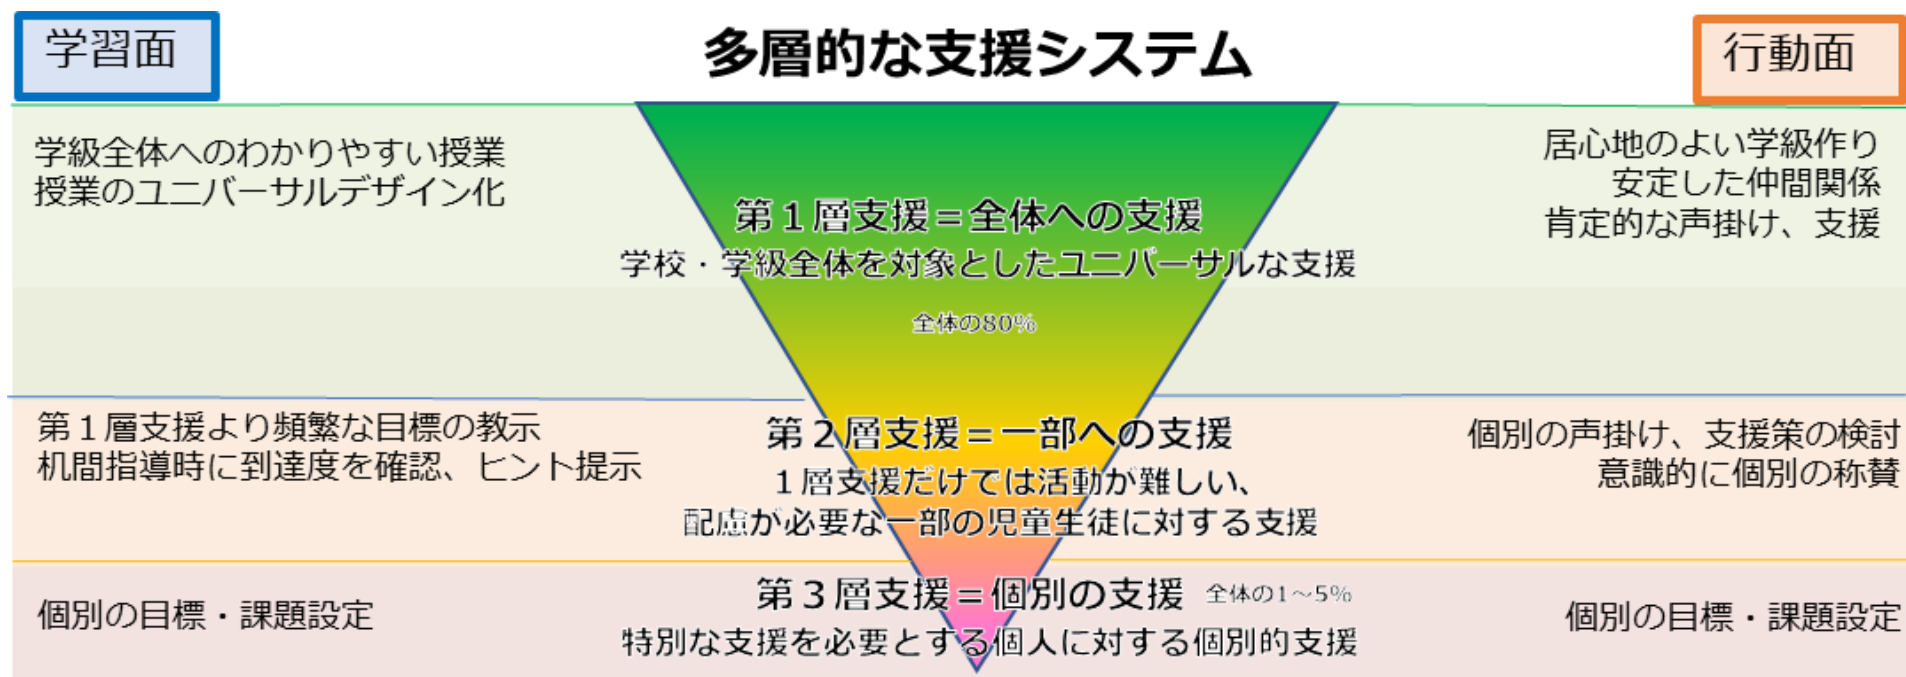 学習面
多層的な支援システム
行動面
学級全体へのわかりやすい授業
授業のユニバーサルデザイン化
居心地のよい学級作り
安定した仲間関係
肯定的な声掛け、支援
第1層支援=全体への支援
学校・学級全体を対象としたユニバーサルな支援
全体の80%
第1層支援より頻繁な目標の教示
机間指導時に到達度を確認、ヒント提示
第2層支援=一部への支援
1層支援だけでは活動が難しい、
配慮が必要な一部の児童生徒に対する支援
個別の声掛け、支援策の検討
意識的に個別の称賛
個別の目標・課題設定
第3層支援=個別の支援 全体の1~5%
特別な支援を必要とする個人に対する個別的支援
個別の目標・課題設定